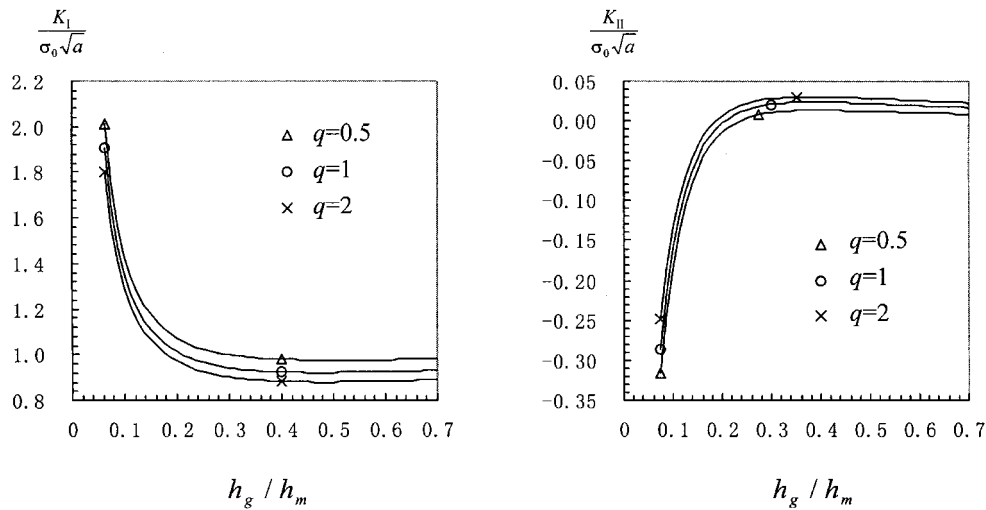 K_I / σ₀√a
2.2
2.0
1.8
1.6
1.4
1.2
1.0
0.8
0 0.1 0.2 0.3 0.4 0.5 0.6 0.7
q=0.5
q=1
q=2
h_g / h_m
K_II / σ₀√a
0.05
0.00
-0.05
-0.10
-0.15
-0.20
-0.25
-0.30
-0.35
0 0.1 0.2 0.3 0.4 0.5 0.6 0.7
q=0.5
q=1
q=2
h_g / h_m